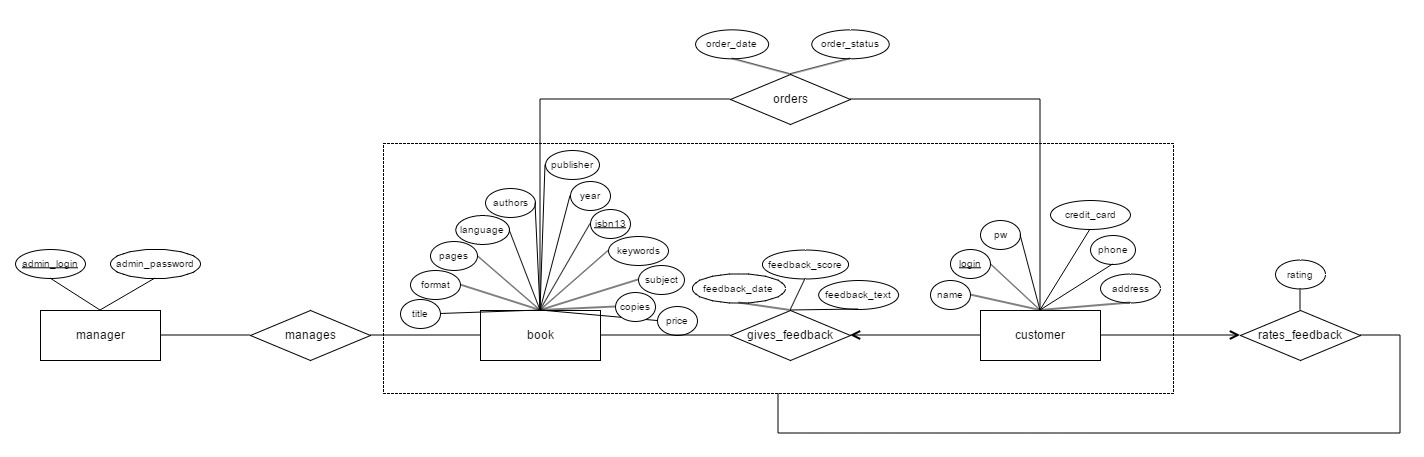 order_date
order_status
orders
publisher
year
authors
isbn13
language
keywords
pages
subject
format
copies
title
price
admin_login
admin_password
manager
manages
book
feedback_score
feedback_date
feedback_text
gives_feedback
credit_card
pw
phone
login
address
name
customer
rating
rates_feedback